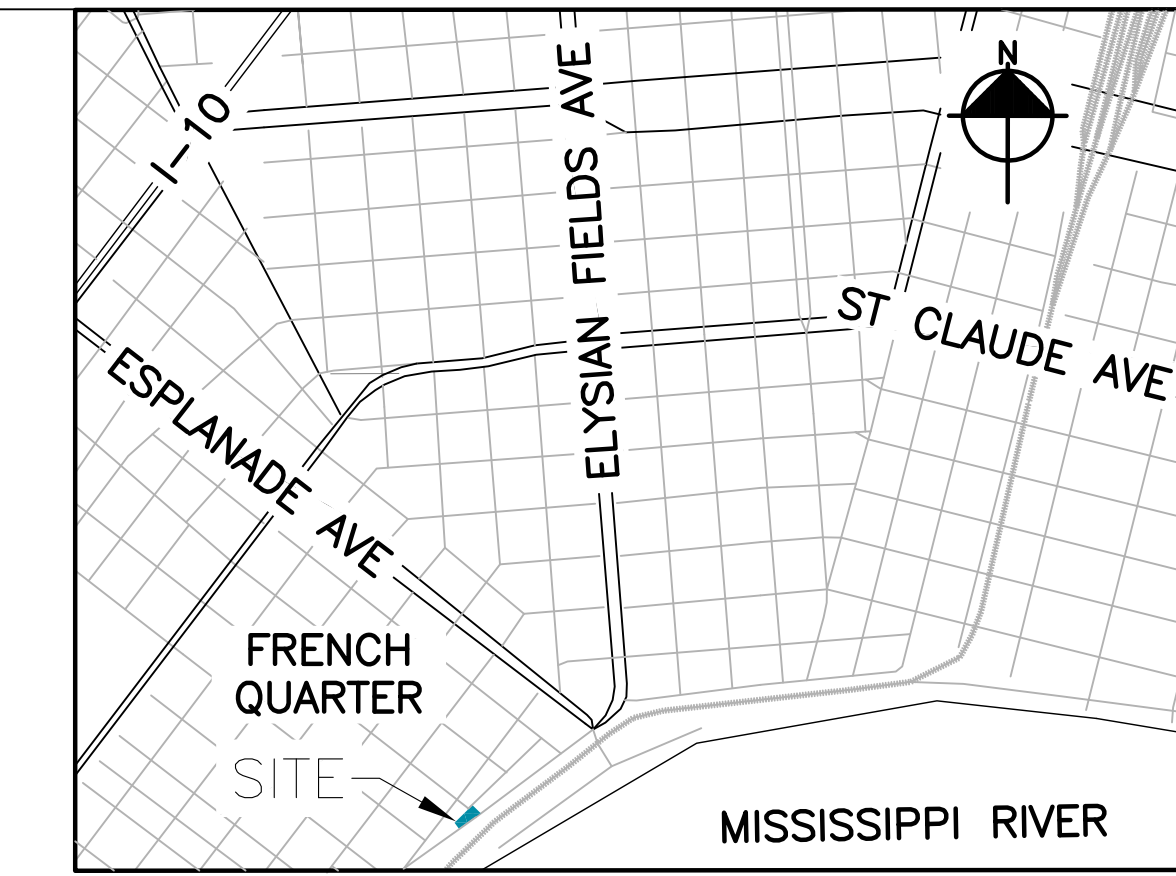 N
I-10
ELYSIAN FIELDS AVE
ST CLAUDE AVE
ESPLANADE AVE
FRENCH
QUARTER
SITE
MISSISSIPPI RIVER